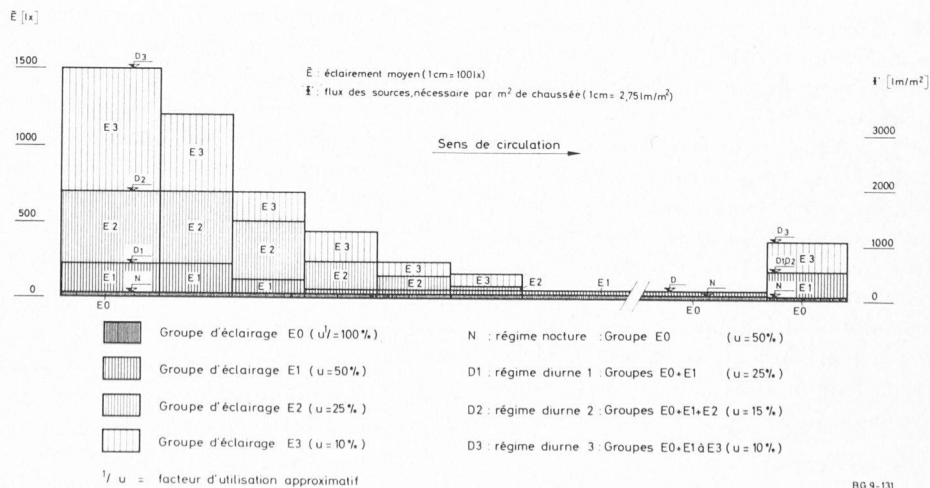 Ē [lx]
1500
1000
500
0
D3
D2
D1
N
E3
E2
E1
E0
E3
E2
E1
E3
E2
E1
E3
E2
E3
E2
E3
E2
E1
Ē : éclairement moyen (1cm=100lx)
: flux des sources, nécessaire par m² de chaussée (1cm= 2,75lm/m²)
Sens de circulation
D
N
E0
D3
E3
D1,D2
E1
N
E0
[lm/m²]
3000
2000
1000
0
Groupe d'éclairage E0 (u¹/=100%)
Groupe d'éclairage E1 (u=50%)
Groupe d'éclairage E2 (u=25%)
Groupe d'éclairage E3 (u=10%)
¹/ u = facteur d'utilisation approximatif
N : régime nocture : Groupe E0 (u=50%)
D1 : régime diurne 1 : Groupes E0+E1 (u=25%)
D2 : régime diurne 2 : Groupes E0+E1+E2 (u=15%)
D3 : régime diurne 3 : Groupes E0+E1 à E3 (u=10%)
BG 9-131